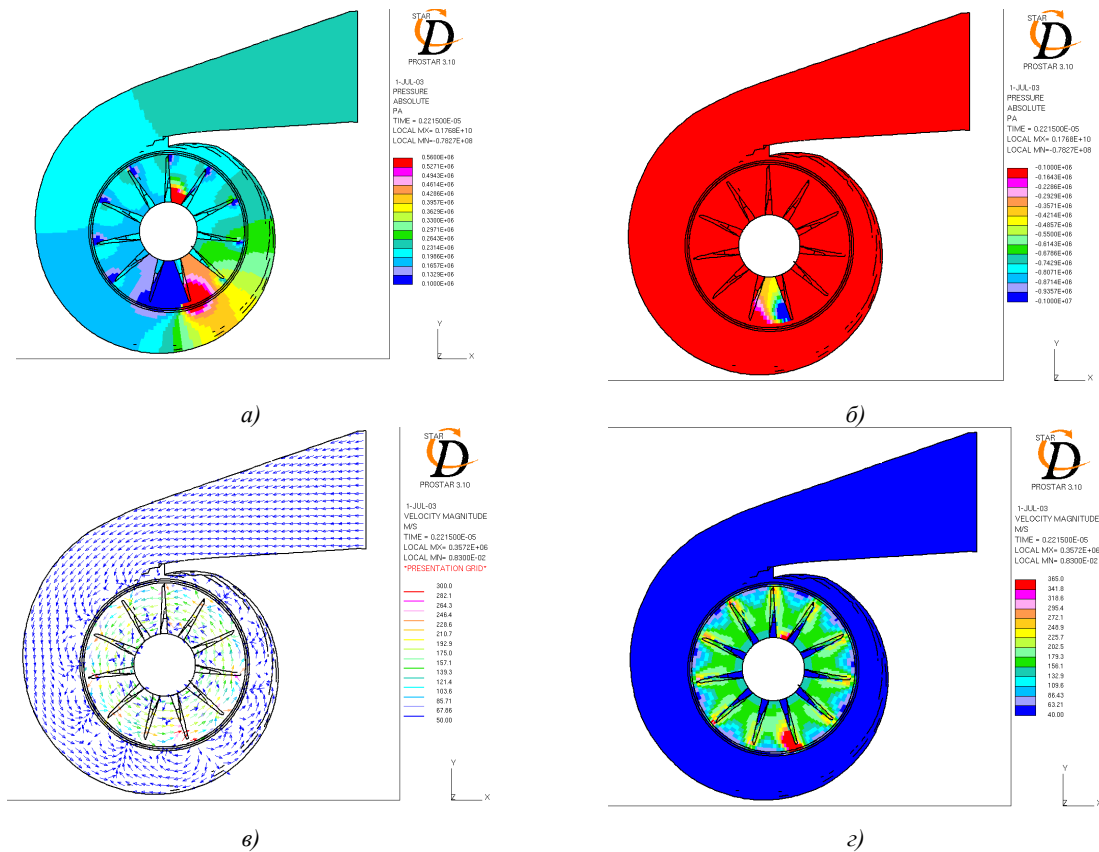 STAR
D
PROSTAR 3.10
1-JUL-03
PRESSURE
ABSOLUTE
PA
TIME = 0.221500E-05
LOCAL MX= 0.1768E+10
LOCAL MN=-0.7827E+08
0.5600E+06
0.5271E+06
0.4943E+06
0.4614E+06
0.4286E+06
0.3957E+06
0.3629E+06
0.3300E+06
0.2971E+06
0.2643E+06
0.2314E+06
0.1986E+06
0.1657E+06
0.1329E+06
0.1000E+06
Y
Z
X
а)
STAR
D
PROSTAR 3.10
1-JUL-03
PRESSURE
ABSOLUTE
PA
TIME = 0.221500E-05
LOCAL MX= 0.1768E+10
LOCAL MN=-0.7827E+08
-0.1000E+06
-0.1643E+06
-0.2286E+06
-0.2929E+06
-0.3571E+06
-0.4214E+06
-0.4857E+06
-0.5500E+06
-0.6143E+06
-0.6786E+06
-0.7429E+06
-0.8071E+06
-0.8714E+06
-0.9357E+06
-0.1000E+07
Y
Z
X
б)
STAR
D
PROSTAR 3.10
1-JUL-03
VELOCITY MAGNITUDE
M/S
TIME = 0.221500E-05
LOCAL MX= 0.3572E+06
LOCAL MN= 0.8300E-02
*PRESENTATION GRID*
300.0
282.1
264.3
246.4
228.6
210.7
192.9
175.0
157.1
139.3
121.4
103.6
85.71
67.86
50.00
Y
Z
X
в)
STAR
D
PROSTAR 3.10
1-JUL-03
VELOCITY MAGNITUDE
M/S
TIME = 0.221500E-05
LOCAL MX= 0.3572E+06
LOCAL MN= 0.8300E-02
365.0
341.8
318.6
295.4
272.1
248.9
225.7
202.5
179.3
156.1
132.9
109.6
86.43
63.21
40.00
Y
Z
X
г)